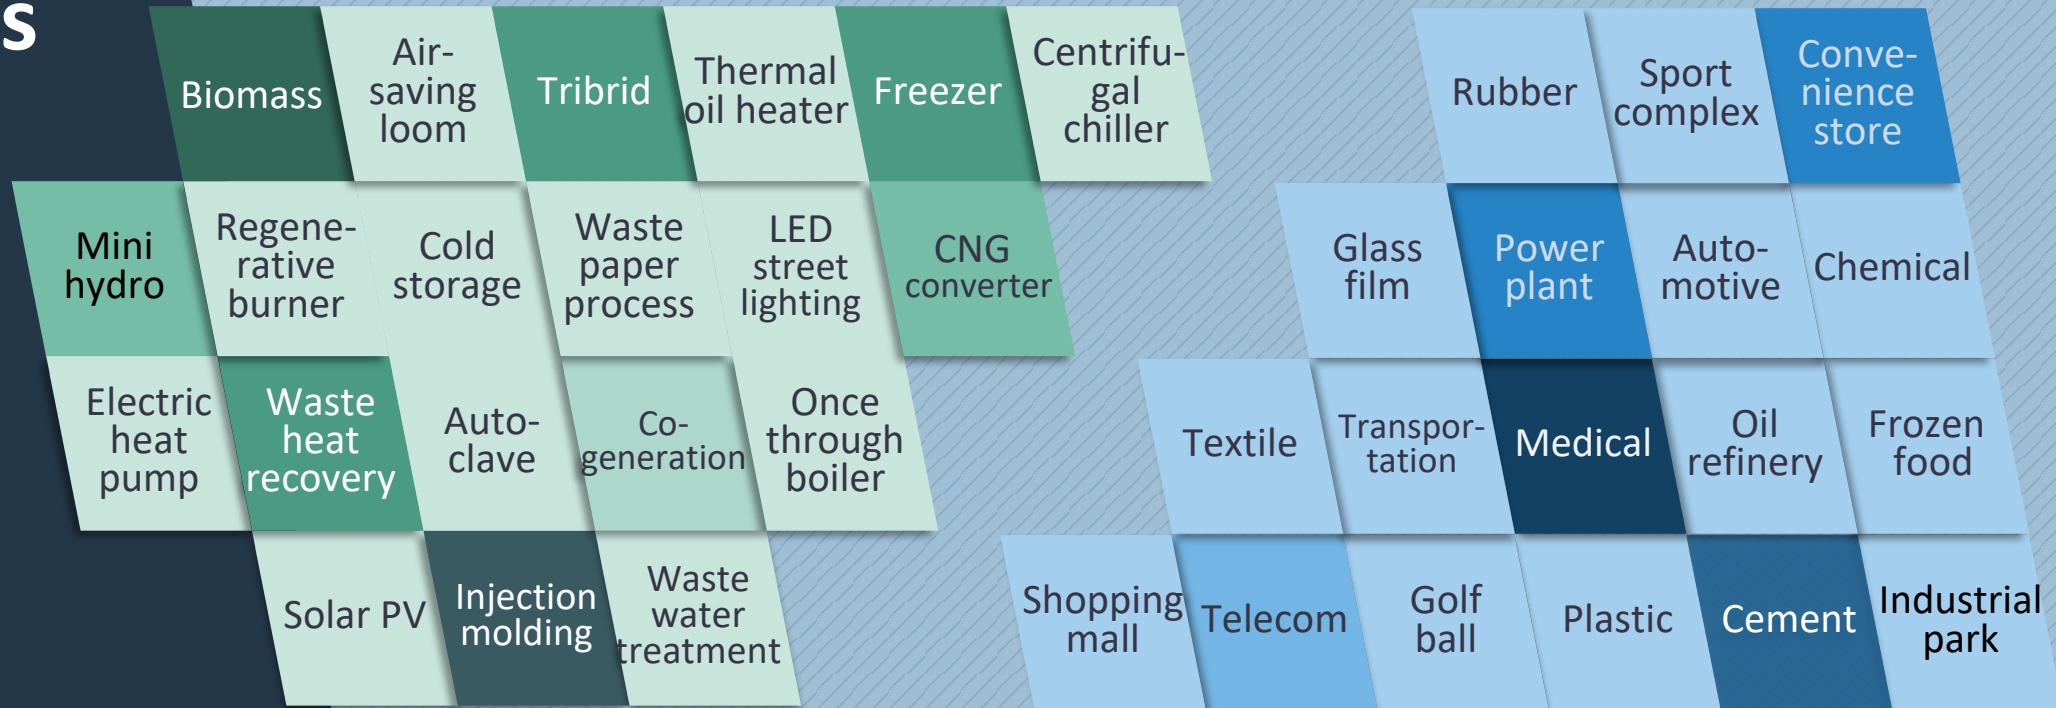 s
Biomass
Air-
saving
loom
Tribrid
Thermal
oil heater
Freezer
Centrifu-
gal
chiller
Mini
hydro
Regene-
rative
burner
Cold
storage
Waste
paper
process
LED
street
lighting
CNG
converter
Electric
heat
pump
Waste
heat
recovery
Auto-
clave
Co-
generation
Once
through
boiler
Solar PV
Injection
molding
Waste
water
treatment
Rubber
Sport
complex
Conve-
nience
store
Glass
film
Power
plant
Auto-
motive
Chemical
Textile
Transpor-
tation
Medical
Oil
refinery
Frozen
food
Shopping
mall
Telecom
Golf
ball
Plastic
Cement
Industrial
park